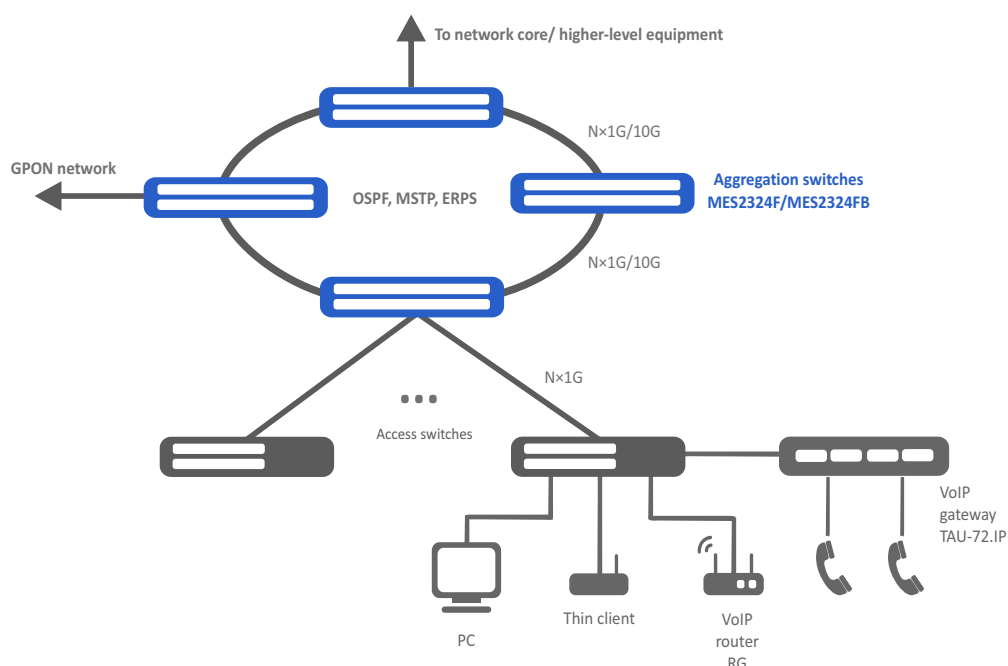 To network core/ higher-level equipment
N×1G/10G
GPON network
OSPF, MSTP, ERPS
Aggregation switches
MES2324F/MES2324FB
N×1G/10G
N×1G
Access switches
VoIP
gateway
TAU-72.IP
PC
Thin client
VoIP
router
RG